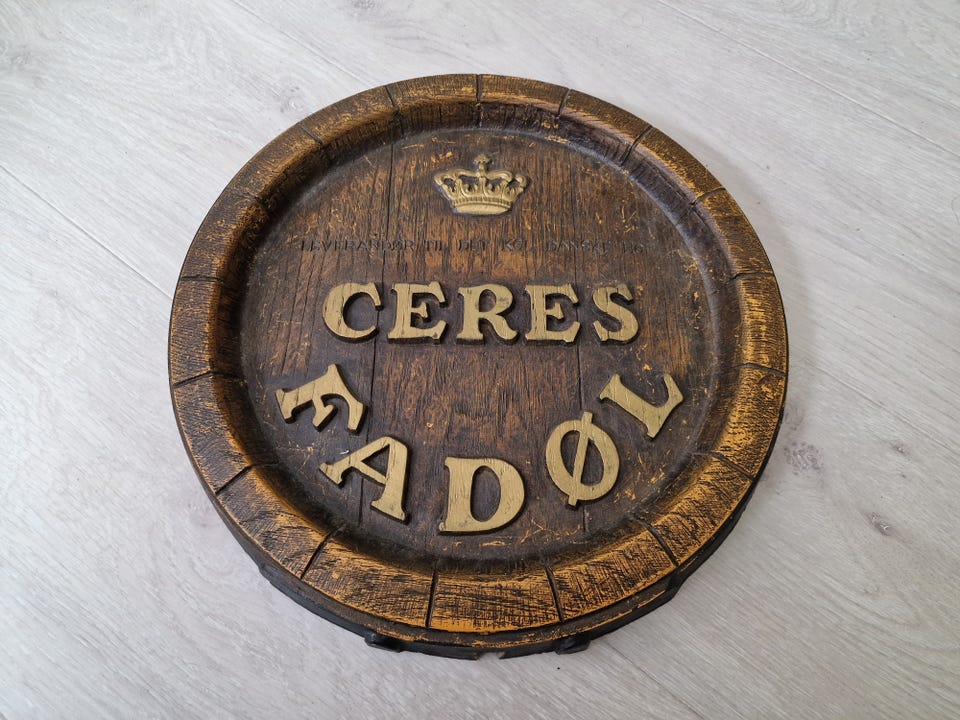 LEVERANDØR TIL DET KGL. DANSKE HOF
CERES
FADØL